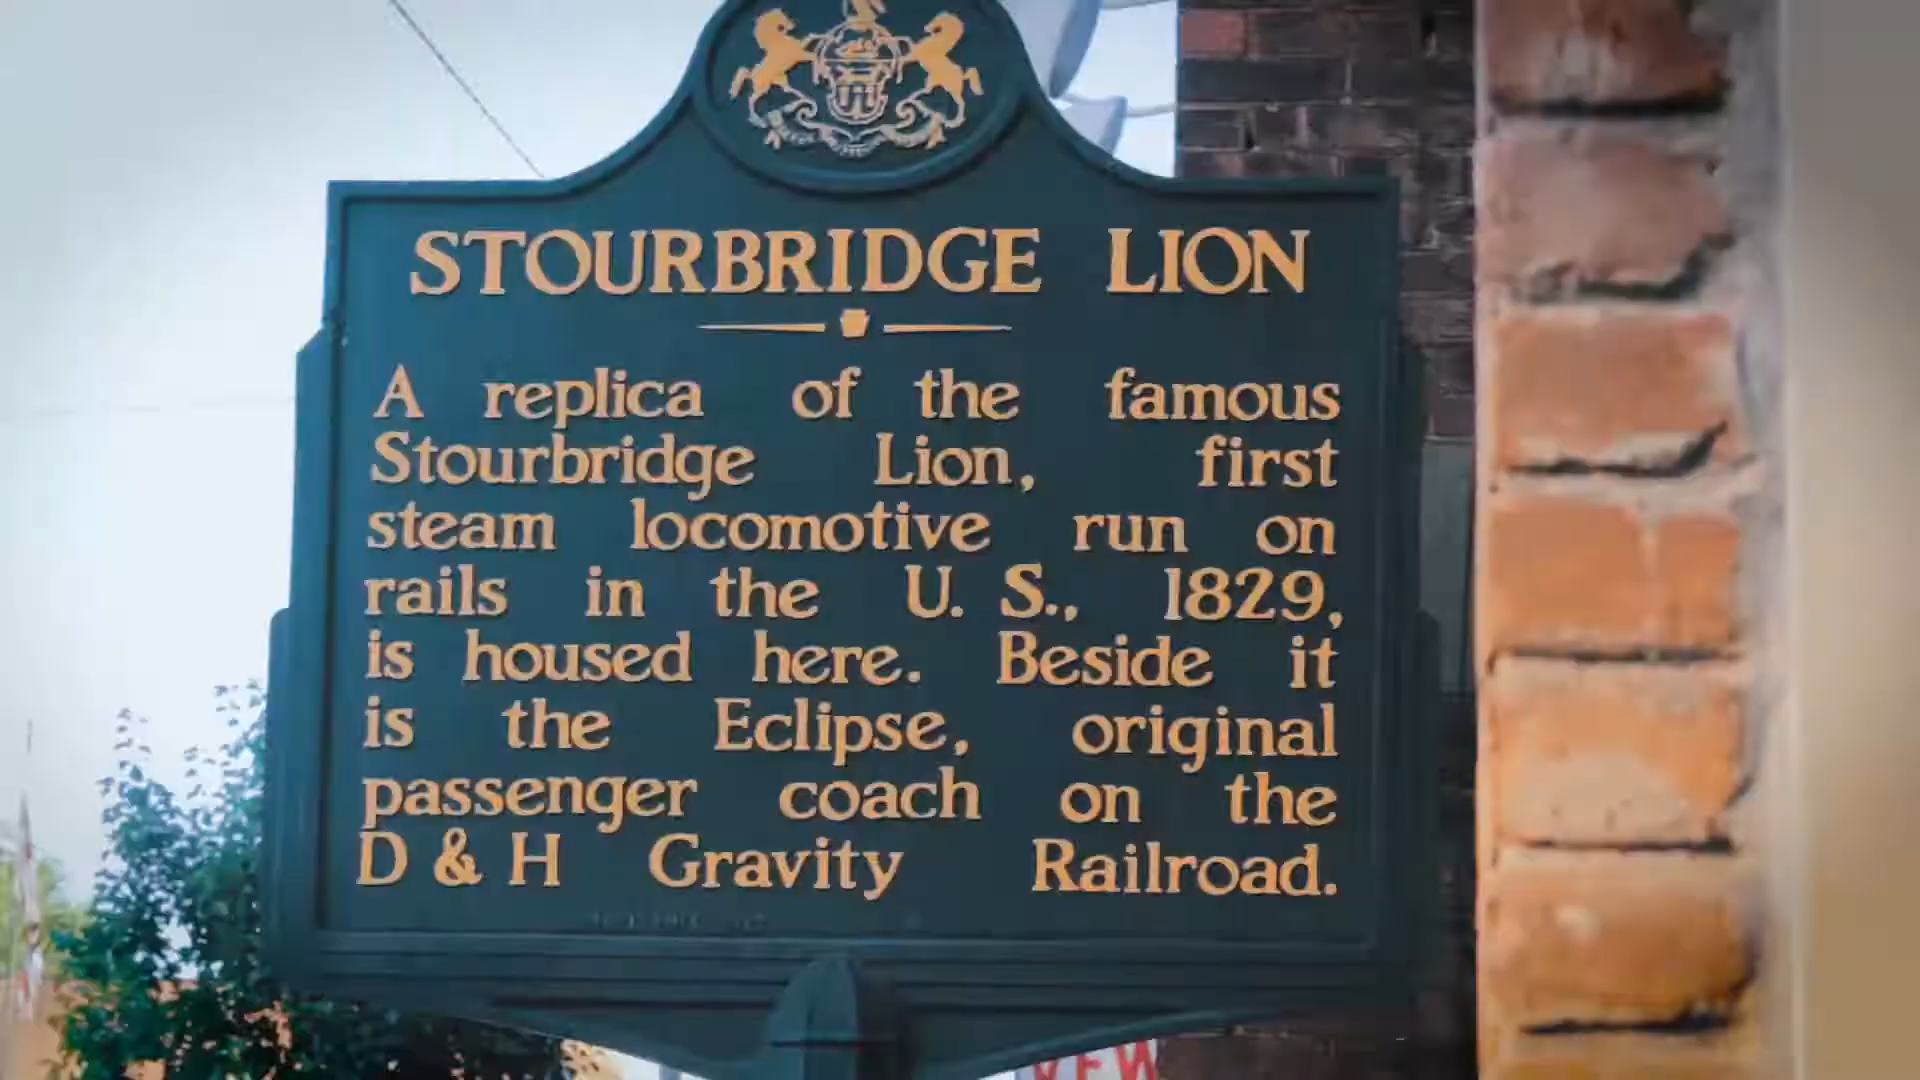 STOURBRIDGE LION
A replica of the famous
Stourbridge Lion, first
steam locomotive run on
rails in the U. S., 1829,
is housed here. Beside it
is the Eclipse, original
passenger coach on the
D & H Gravity Railroad.
VFW